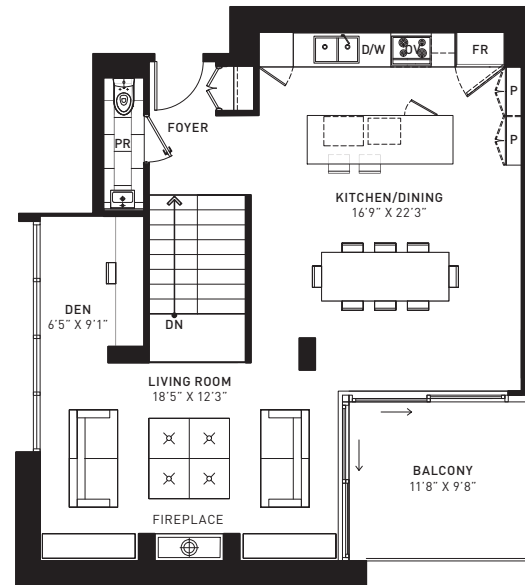 D/W
OV
FR
P
P
FOYER
PR
KITCHEN/DINING
16'9" X 22'3"
DEN
6'5" X 9'1"
DN
LIVING ROOM
18'5" X 12'3"
BALCONY
11'8" X 9'8"
FIREPLACE